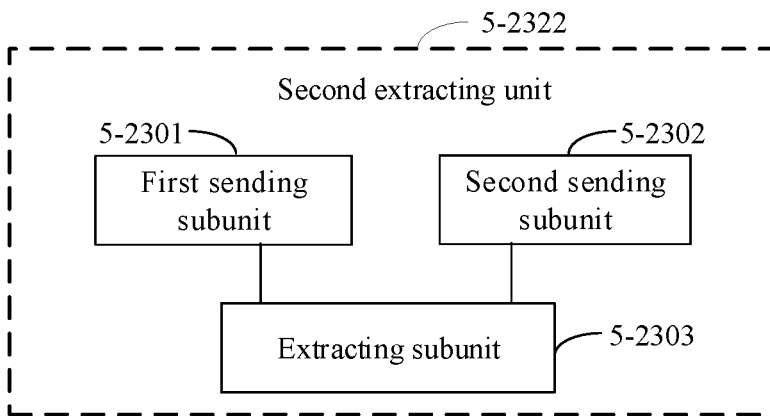 5-2322
Second extracting unit
5-2301
5-2302
First sending
subunit
Second sending
subunit
Extracting subunit
5-2303